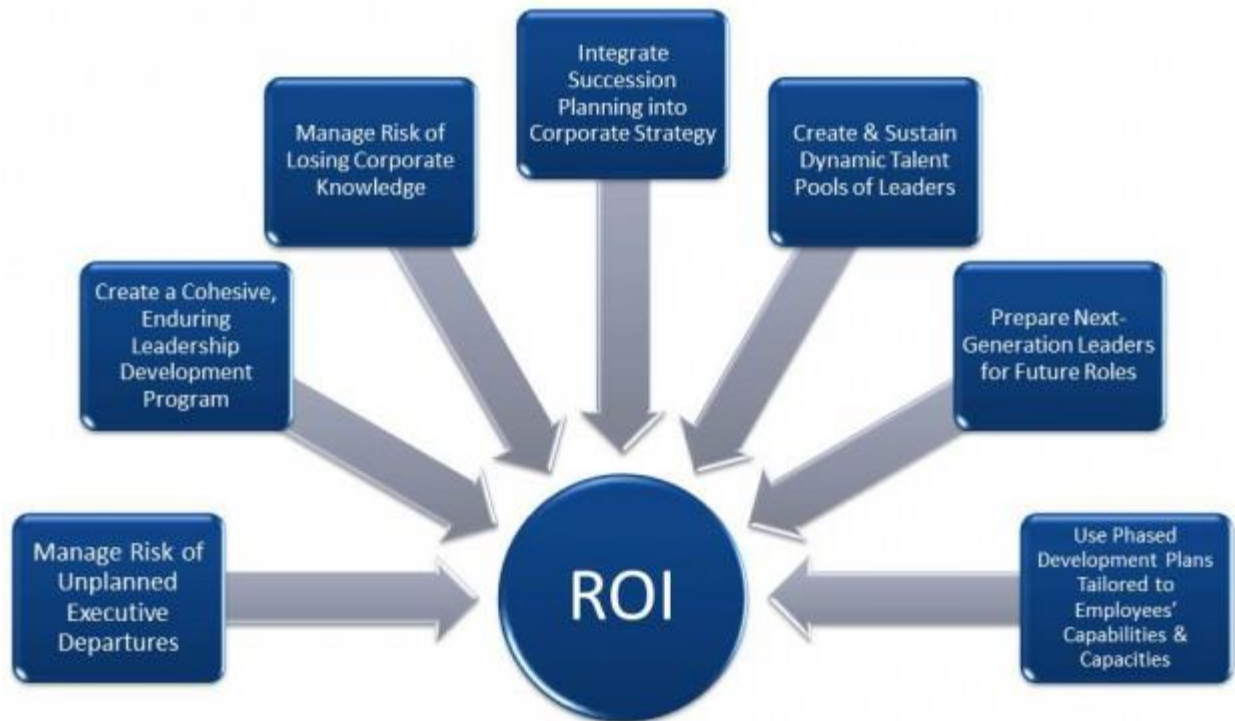 Manage Risk of
Unplanned
Executive
Departures
Create a Cohesive,
Enduring
Leadership
Development
Program
Manage Risk of
Losing Corporate
Knowledge
Integrate
Succession
Planning into
Corporate Strategy
Create & Sustain
Dynamic Talent
Pools of Leaders
Prepare Next-
Generation Leaders
for Future Roles
Use Phased
Development Plans
Tailored to
Employees’
Capabilities &
Capacities
ROI